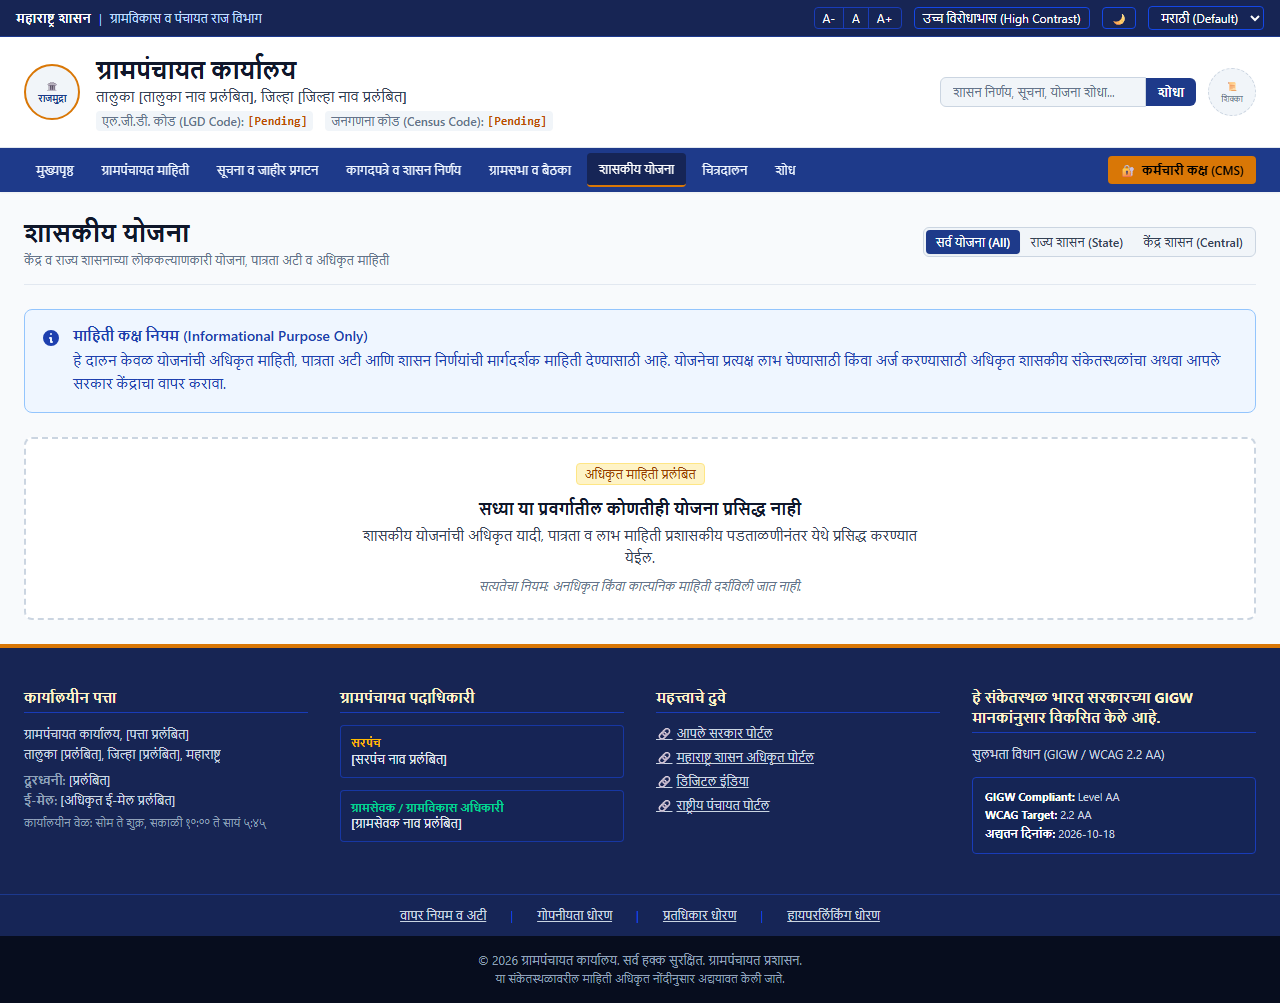 महाराष्ट्र शासन | ग्रामविकास व पंचायत राज विभाग
A- A A+ उच्च विरोधाभास (High Contrast) मराठी (Default)
राजमुद्रा
ग्रामपंचायत कार्यालय
तालुका [तालुका नाव प्रलंबित], जिल्हा [जिल्हा नाव प्रलंबित]
एल.जी.डी. कोड (LGD Code): [Pending] जनगणना कोड (Census Code): [Pending]
शासन निर्णय, सूचना, योजना शोधा... शोधा
शिक्का
मुख्यपृष्ठ ग्रामपंचायत माहिती सूचना व जाहीर प्रगटन कागदपत्रे व शासन निर्णय ग्रामसभा व बैठका शासकीय योजना चित्रदालन शोध कर्मचारी कक्ष (CMS)
शासकीय योजना
केंद्र व राज्य शासनाच्या लोककल्याणकारी योजना, पात्रता अटी व अधिकृत माहिती
सर्व योजना (All) राज्य शासन (State) केंद्र शासन (Central)
माहिती कक्ष नियम (Informational Purpose Only)
हे दालन केवळ योजनांची अधिकृत माहिती, पात्रता अटी आणि शासन निर्णयांची मार्गदर्शक माहिती देण्यासाठी आहे. योजनेचा प्रत्यक्ष लाभ घेण्यासाठी किंवा अर्ज करण्यासाठी अधिकृत शासकीय संकेतस्थळांचा अथवा आपले
सरकार केंद्राचा वापर करावा.
अधिकृत माहिती प्रलंबित
सध्या या प्रवर्गातील कोणतीही योजना प्रसिद्ध नाही
शासकीय योजनांची अधिकृत यादी, पात्रता व लाभ माहिती प्रशासकीय पडताळणीनंतर येथे प्रसिद्ध करण्यात
येईल.
सत्यतेचा नियम: अनधिकृत किंवा काल्पनिक माहिती दर्शविली जात नाही.
कार्यालयीन पत्ता
ग्रामपंचायत कार्यालय, [पत्ता प्रलंबित]
तालुका [प्रलंबित], जिल्हा [प्रलंबित], महाराष्ट्र
दूरध्वनी: [प्रलंबित]
ई-मेल: [अधिकृत ई-मेल प्रलंबित]
कार्यालयीन वेळ: सोम ते शुक्र, सकाळी १०:०० ते सायं ५:४५
ग्रामपंचायत पदाधिकारी
सरपंच
[सरपंच नाव प्रलंबित]
ग्रामसेवक / ग्रामविकास अधिकारी
[ग्रामसेवक नाव प्रलंबित]
महत्त्वाचे दुवे
आपले सरकार पोर्टल
महाराष्ट्र शासन अधिकृत पोर्टल
डिजिटल इंडिया
राष्ट्रीय पंचायत पोर्टल
हे संकेतस्थळ भारत सरकारच्या GIGW
मानकांनुसार विकसित केले आहे.
सुलभता विधान (GIGW / WCAG 2.2 AA)
GIGW Compliant: Level AA
WCAG Target: 2.2 AA
अद्यतन दिनांक: 2026-10-18
वापर नियम व अटी | गोपनीयता धोरण | प्रतधिकार धोरण | हायपरलिंकिंग धोरण
© 2026 ग्रामपंचायत कार्यालय. सर्व हक्क सुरक्षित. ग्रामपंचायत प्रशासन.
या संकेतस्थळावरील माहिती अधिकृत नोंदीनुसार अद्ययावत केली जाते.